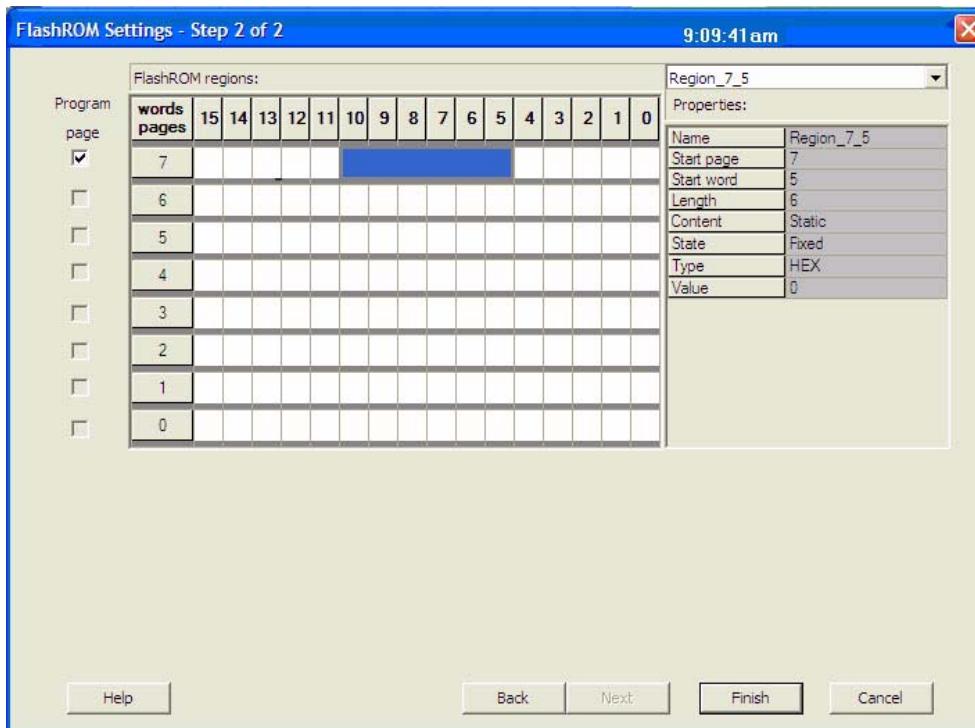 FlashROM Settings - Step 2 of 2 9:09:41am
FlashROM regions: Region_7_5
Program page
words pages 15 14 13 12 11 10 9 8 7 6 5 4 3 2 1 0
7
6
5
4
3
2
1
0
Properties:
Name Region_7_5
Start page 7
Start word 5
Length 6
Content Static
State Fixed
Type HEX
Value 0
Help Back Next Finish Cancel